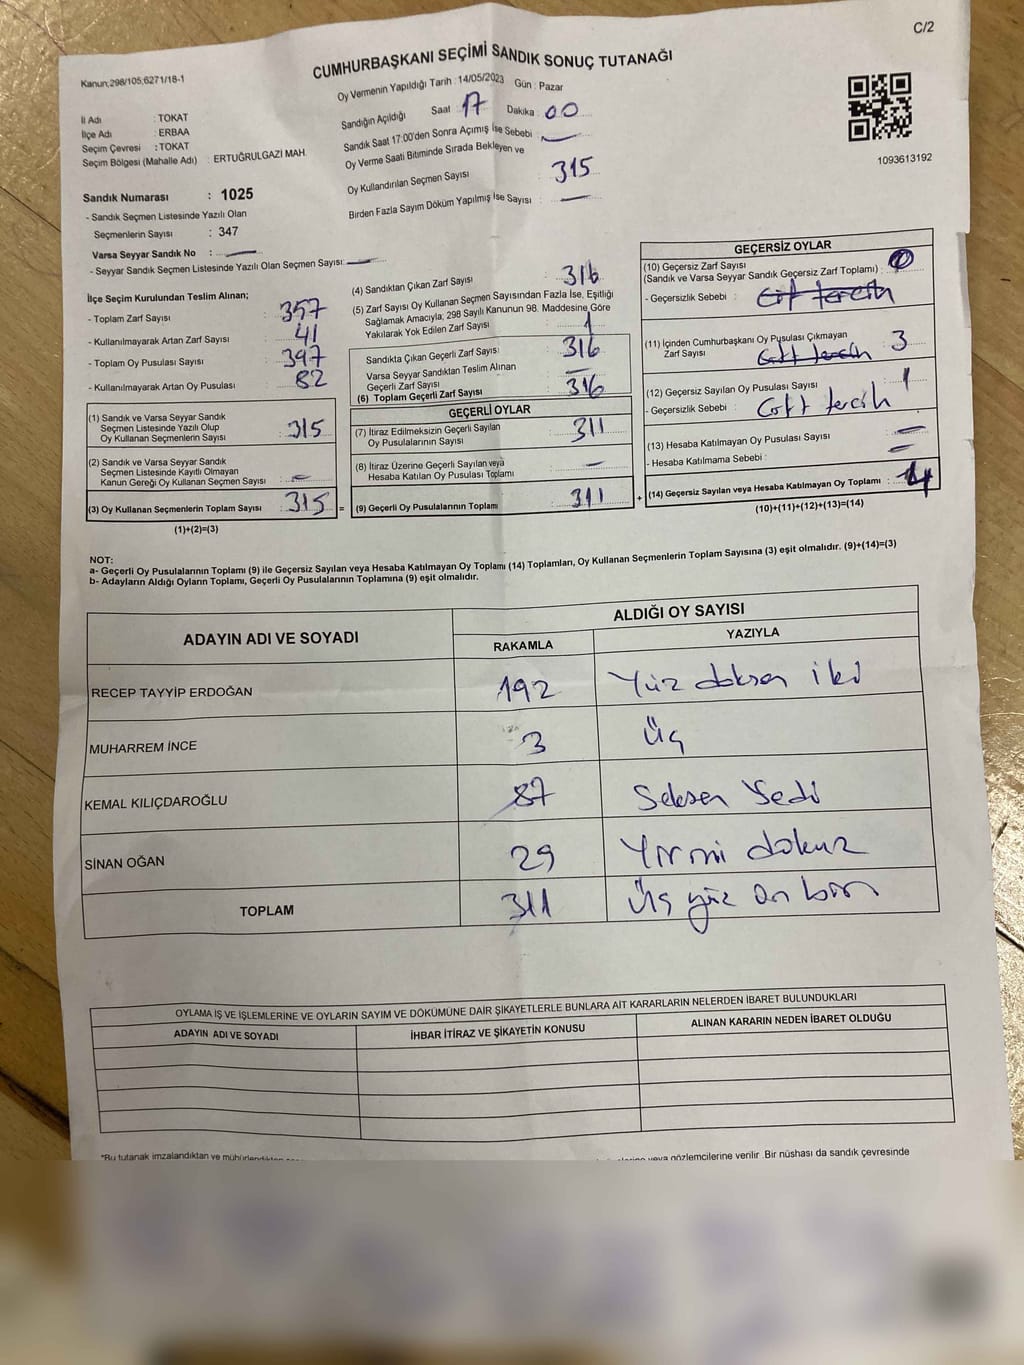 C/2
Kanun;298/105;6271/18-1
CUMHURBAŞKANI SEÇİMİ SANDIK SONUÇ TUTANAĞI
Oy Vermenin Yapıldığı Tarih : 14/05/2023 Gün : Pazar
İl Adı : TOKAT
İlçe Adı : ERBAA
Seçim Çevresi : TOKAT
Seçim Bölgesi (Mahalle Adı) : ERTUĞRULGAZİ MAH.
Sandığın Açıldığı Saat : 17 Dakika : 00
Sandık Saat 17:00'den Sonra Açımış İse Sebebi : —
Oy Verme Saati Bitiminde Sırada Bekleyen ve
Oy Kullandırılan Seçmen Sayısı : 315
Birden Fazla Sayım Döküm Yapılmış İse Sayısı : —
1093613192
Sandık Numarası : 1025
- Sandık Seçmen Listesinde Yazılı Olan
Seçmenlerin Sayısı : 347
Varsa Seyyar Sandık No : —
- Seyyar Sandık Seçmen Listesinde Yazılı Olan Seçmen Sayısı: —
İlçe Seçim Kurulundan Teslim Alınan;
- Toplam Zarf Sayısı : 357
- Kullanılmayarak Artan Zarf Sayısı : 41
- Toplam Oy Pusulası Sayısı : 397
- Kullanılmayarak Artan Oy Pusulası : 82
(1) Sandık ve Varsa Seyyar Sandık
Seçmen Listesinde Yazılı Olup
Oy Kullanan Seçmenlerin Sayısı : 315
(2) Sandık ve Varsa Seyyar Sandık
Seçmen Listesinde Kayıtlı Olmayan
Kanun Gereği Oy Kullanan Seçmen Sayısı : —
(3) Oy Kullanan Seçmenlerin Toplam Sayısı : 315 =
(1)+(2)=(3)
(4) Sandıktan Çıkan Zarf Sayısı : 316
(5) Zarf Sayısı Oy Kullanan Seçmen Sayısından Fazla İse, Eşitliği
Sağlamak Amacıyla; 298 Sayılı Kanunun 98. Maddesine Göre
Yakılarak Yok Edilen Zarf Sayısı : 1
Sandıkta Çıkan Geçerli Zarf Sayısı : 316
Varsa Seyyar Sandıktan Teslim Alınan
Geçerli Zarf Sayısı : —
(6) Toplam Geçerli Zarf Sayısı : 316
GEÇERLİ OYLAR
(7) İtiraz Edilmeksizin Geçerli Sayılan
Oy Pusulalarının Sayısı : 311
(8) İtiraz Üzerine Geçerli Sayılan veya
Hesaba Katılan Oy Pusulası Toplamı : —
(9) Geçerli Oy Pusulalarının Toplamı : 311 +
GEÇERSİZ OYLAR
(10) Geçersiz Zarf Sayısı
(Sandık ve Varsa Seyyar Sandık Geçersiz Zarf Toplamı) : 0
- Geçersizlik Sebebi : Çift tercih
(11) İçinden Cumhurbaşkanı Oy Pusulası Çıkmayan
Zarf Sayısı : Çift tercih 3
(12) Geçersiz Sayılan Oy Pusulası Sayısı : 1
- Geçersizlik Sebebi : Çift tercih
(13) Hesaba Katılmayan Oy Pusulası Sayısı : —
- Hesaba Katılmama Sebebi : —
(14) Geçersiz Sayılan veya Hesaba Katılmayan Oy Toplamı : 4
(10)+(11)+(12)+(13)=(14)
NOT:
a- Geçerli Oy Pusulalarının Toplamı (9) ile Geçersiz Sayılan veya Hesaba Katılmayan Oy Toplamı (14) Toplamları, Oy Kullanan Seçmenlerin Toplam Sayısına (3) eşit olmalıdır. (9)+(14)=(3)
b- Adayların Aldığı Oyların Toplamı, Geçerli Oy Pusulalarının Toplamına (9) eşit olmalıdır.
ADAYIN ADI VE SOYADI
ALDIĞI OY SAYISI
RAKAMLA YAZIYLA
RECEP TAYYİP ERDOĞAN 192 Yüz doksan iki
MUHARREM İNCE 3 Üç
KEMAL KILIÇDAROĞLU 87 Seksen Yedi
SİNAN OĞAN 29 Yirmi dokuz
TOPLAM 311 Üç yüz on bir
OYLAMA İŞ VE İŞLEMLERİNE VE OYLARIN SAYIM VE DÖKÜMÜNE DAİR ŞİKAYETLERLE BUNLARA AİT KARARLARIN NELERDEN İBARET BULUNDUKLARI
ADAYIN ADI VE SOYADI İHBAR İTİRAZ VE ŞİKAYETİN KONUSU ALINAN KARARIN NEDEN İBARET OLDUĞU
*Bu tutanak imzalandıktan ve mühürlendikten veya gözlemcilerine verilir .Bir nüshası da sandık çevresinde